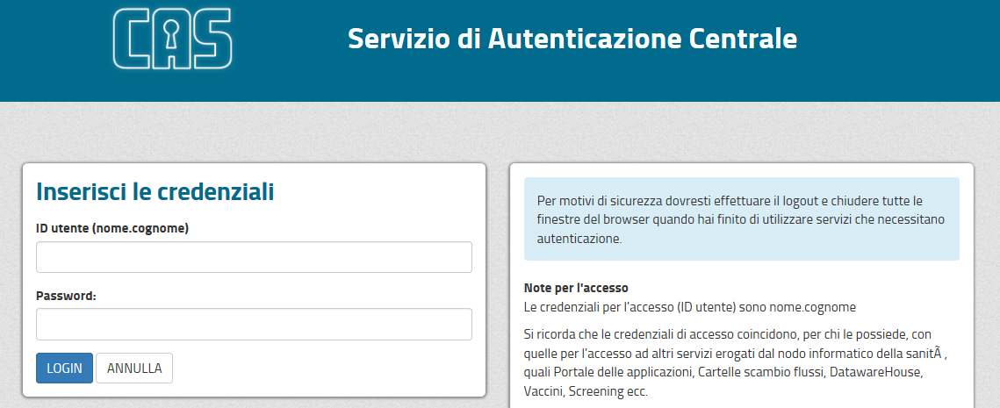 CAS
Servizio di Autenticazione Centrale
Inserisci le credenziali
ID utente (nome.cognome)
Password:
LOGIN
ANNULLA
Per motivi di sicurezza dovresti effettuare il logout e chiudere tutte le
finestre del browser quando hai finito di utilizzare servizi che necessitano
autenticazione.
Note per l'accesso
Le credenziali per l'accesso (ID utente) sono nome.cognome
Si ricorda che le credenziali di accesso coincidono, per chi le possiede, con
quelle per l'accesso ad altri servizi erogati dal nodo informatico della sanitÃ ,
quali Portale delle applicazioni, Cartelle scambio flussi, DatawareHouse,
Vaccini, Screening ecc.